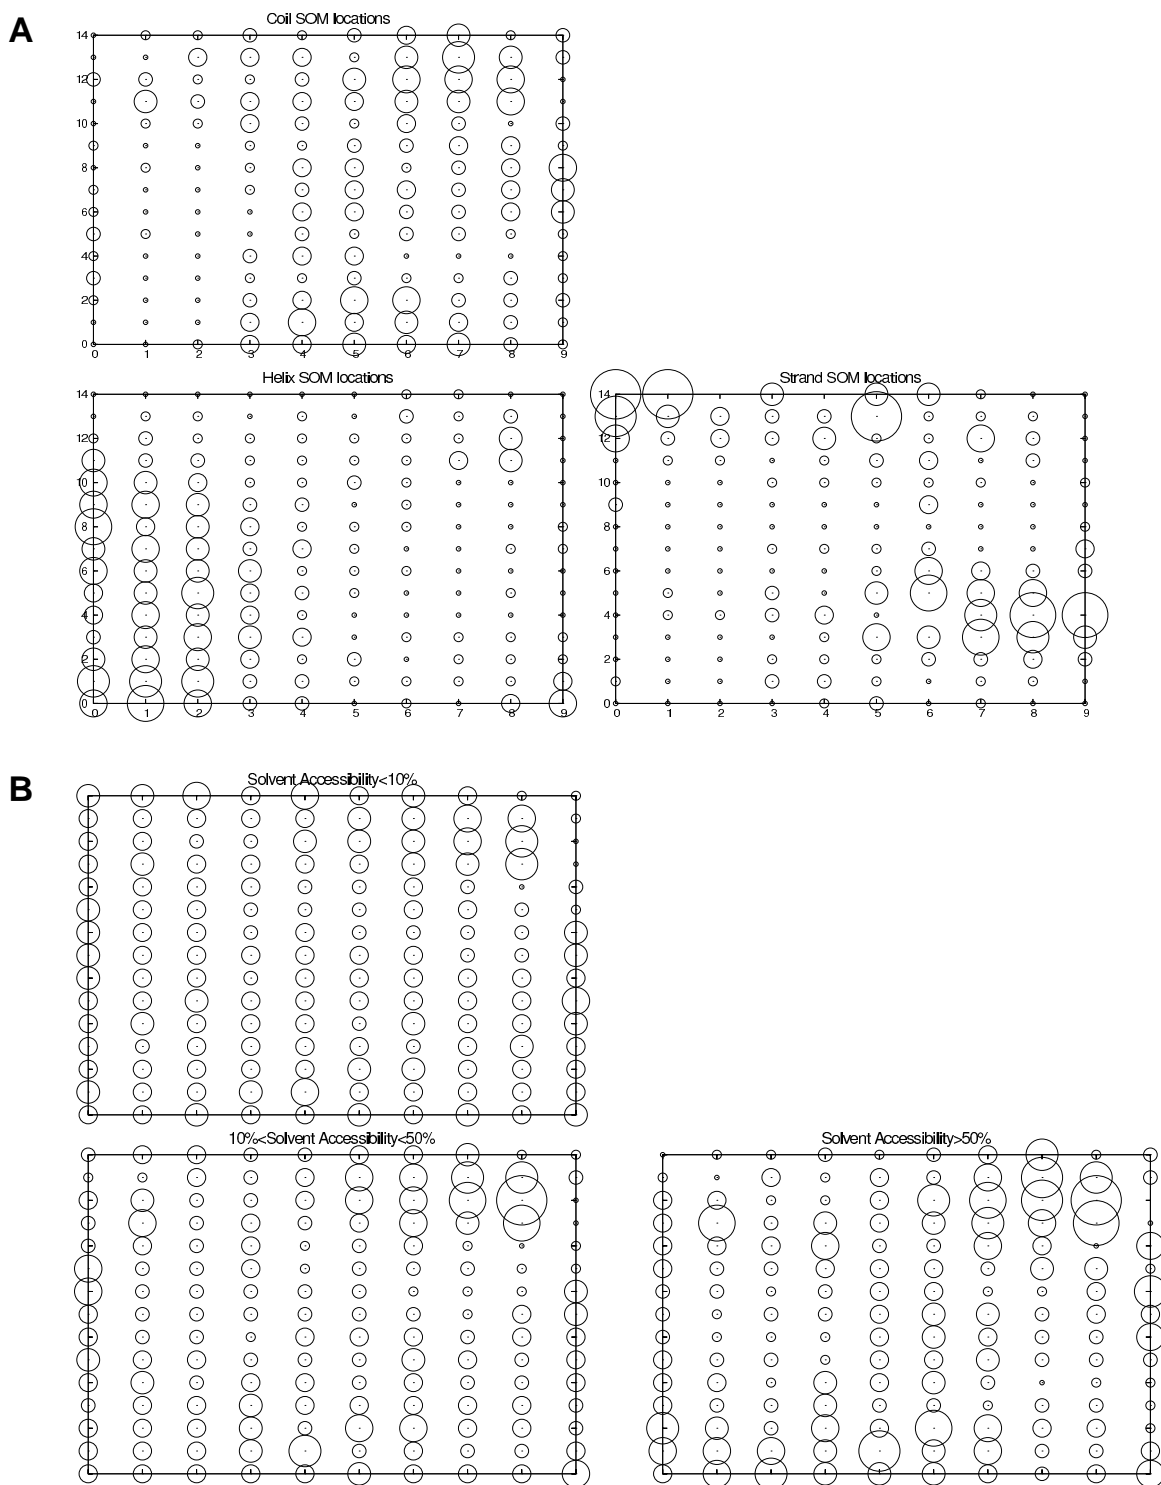 A
Coil SOM locations
14
12
10
8
6
4
2
0
0 1 2 3 4 5 6 7 8 9
Helix SOM locations
14
12
10
8
6
4
2
0
0 1 2 3 4 5 6 7 8 9
Strand SOM locations
14
12
10
8
6
4
2
0
0 1 2 3 4 5 6 7 8 9
B
Solvent Accessibility<10%
10%<Solvent Accessibility<50%
Solvent Accessibility>50%